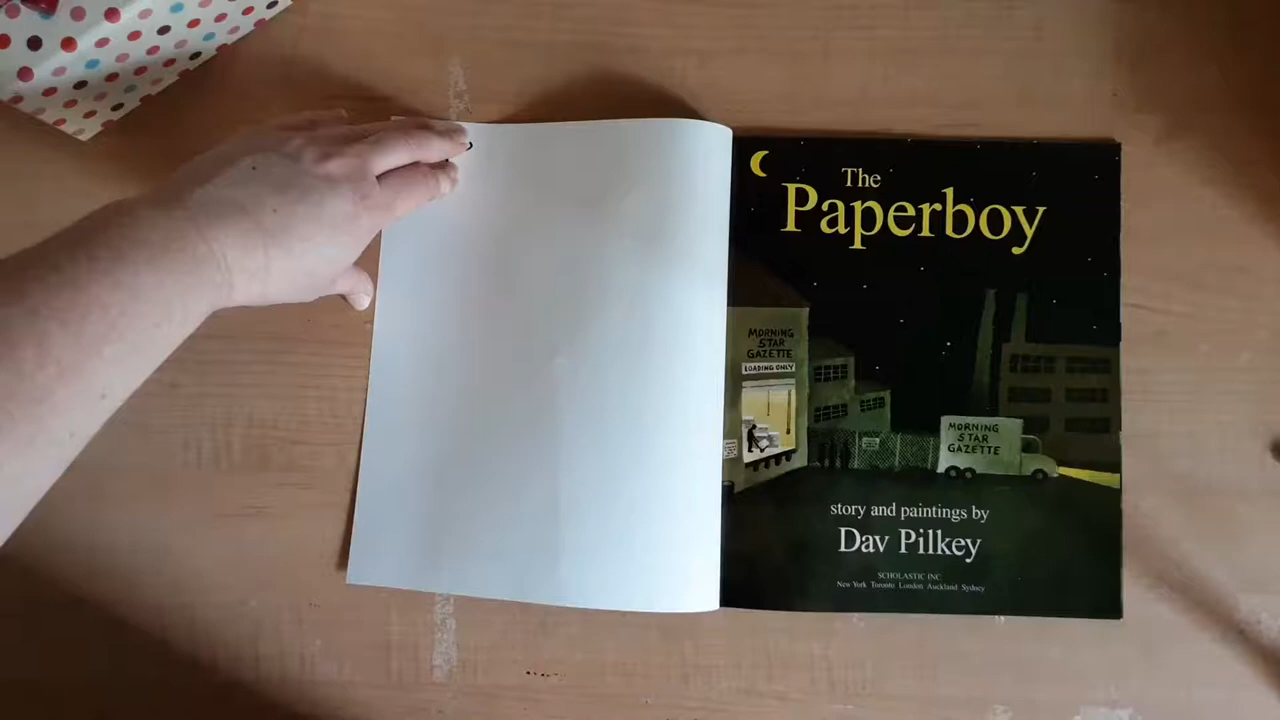 The
Paperboy
MORNING
STAR
GAZETTE
LOADING ONLY
MORNING
STAR
GAZETTE
story and paintings by
Dav Pilkey
SCHOLASTIC INC
New York Toronto London Auckland Sydney